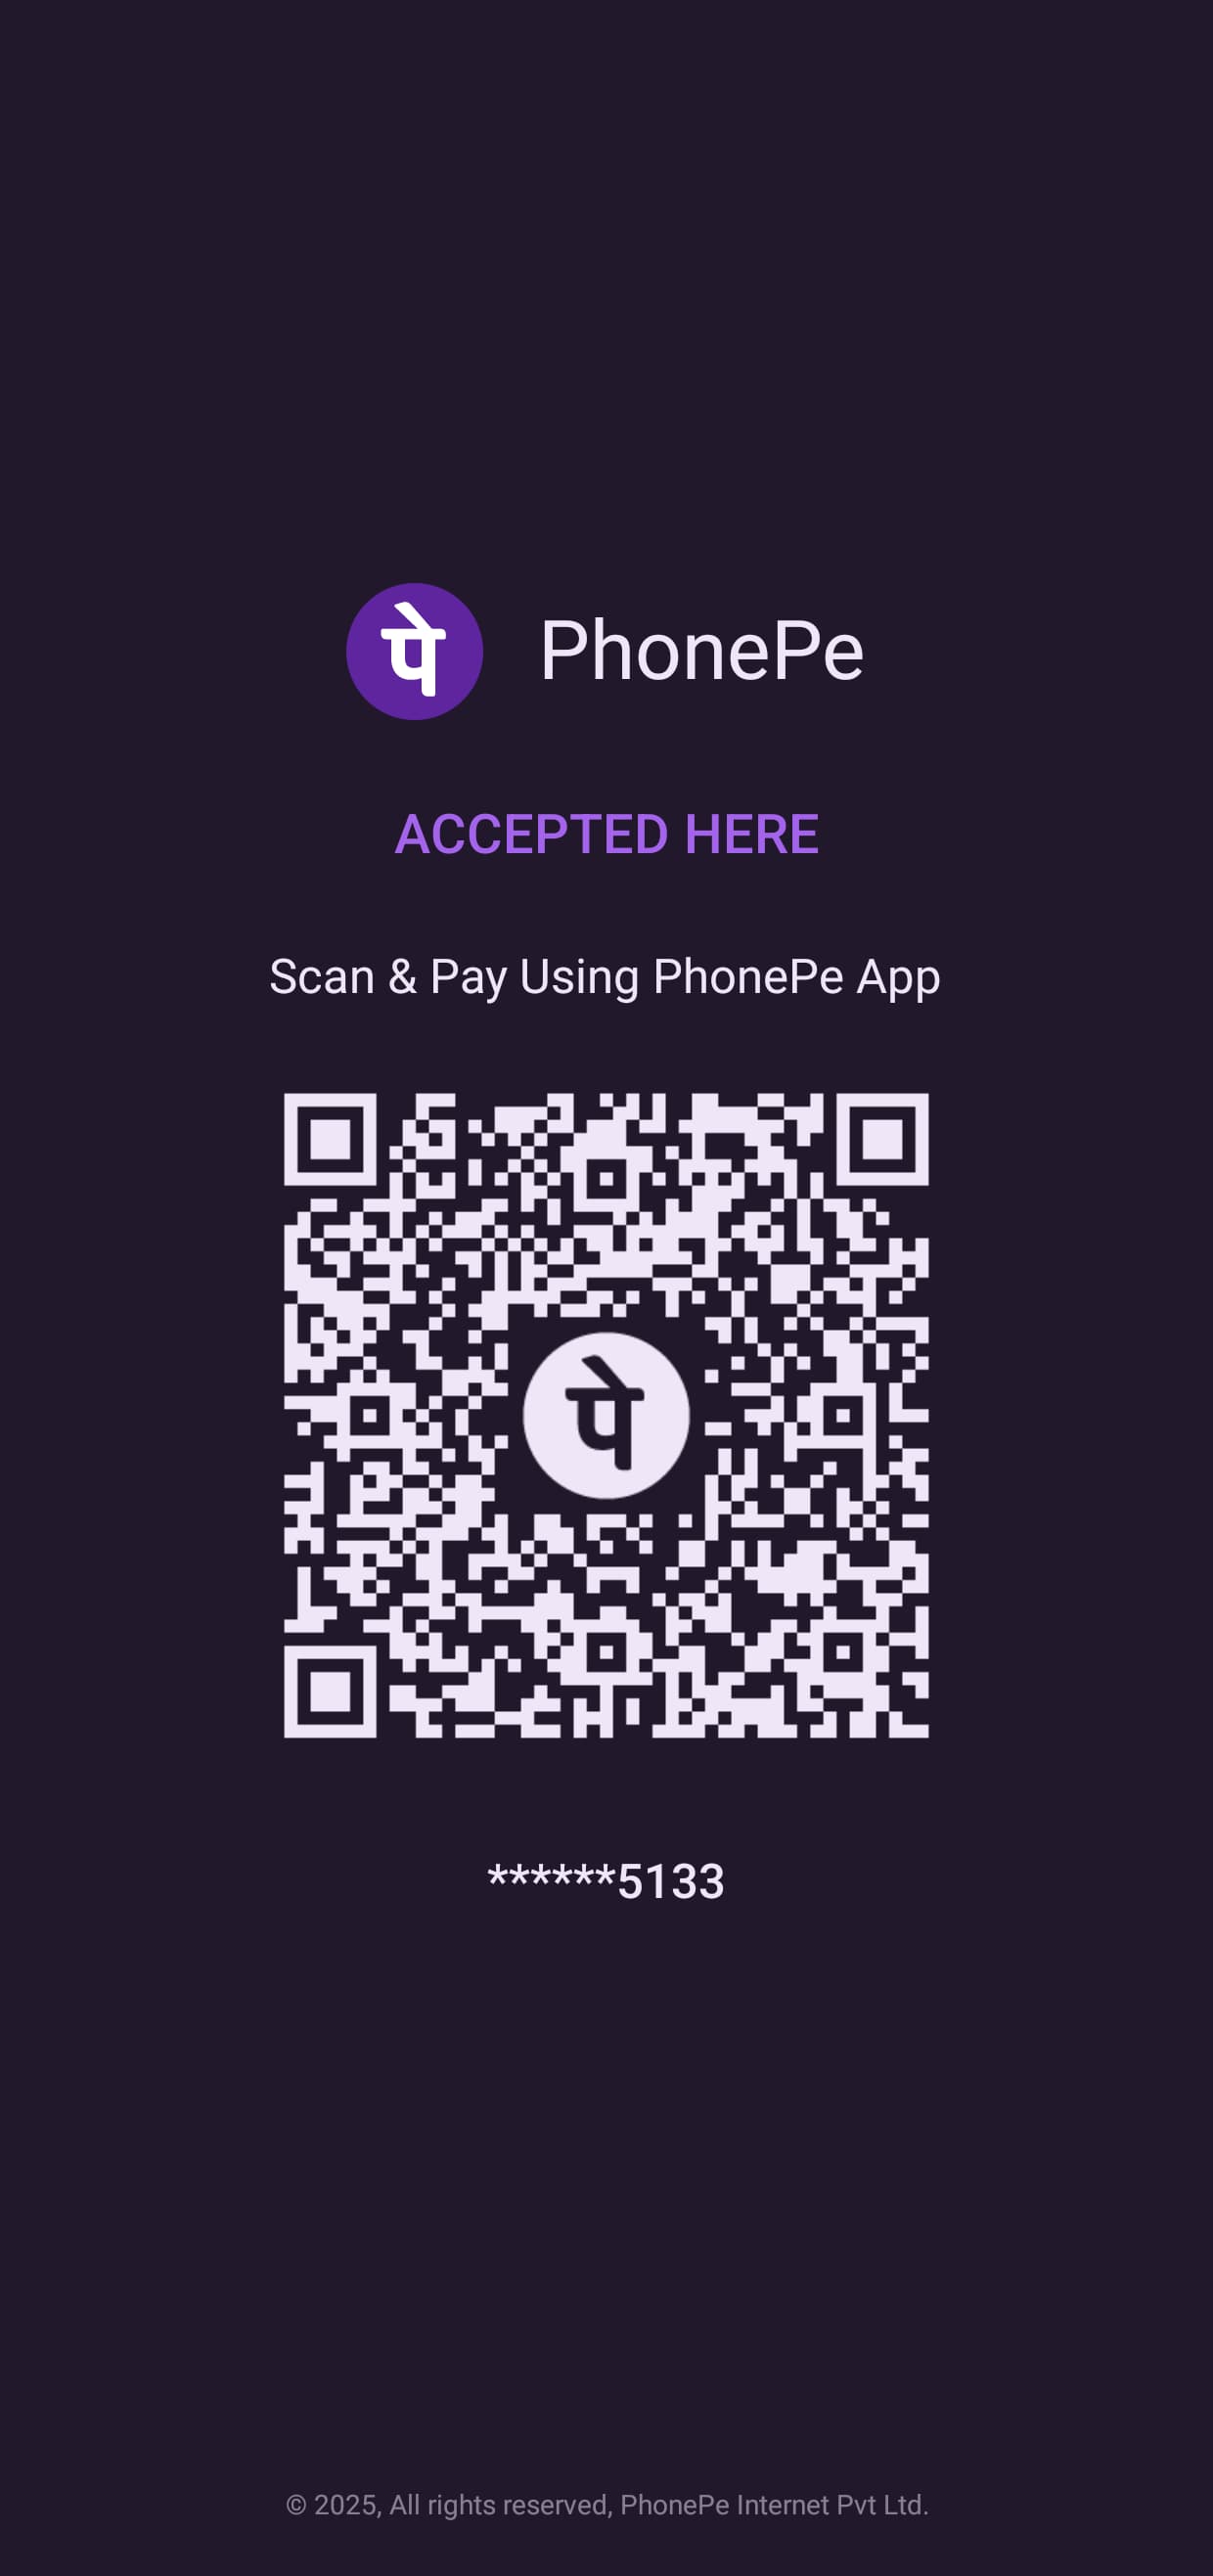 पे PhonePe
ACCEPTED HERE
Scan & Pay Using PhonePe App
पे
******5133
© 2025, All rights reserved, PhonePe Internet Pvt Ltd.